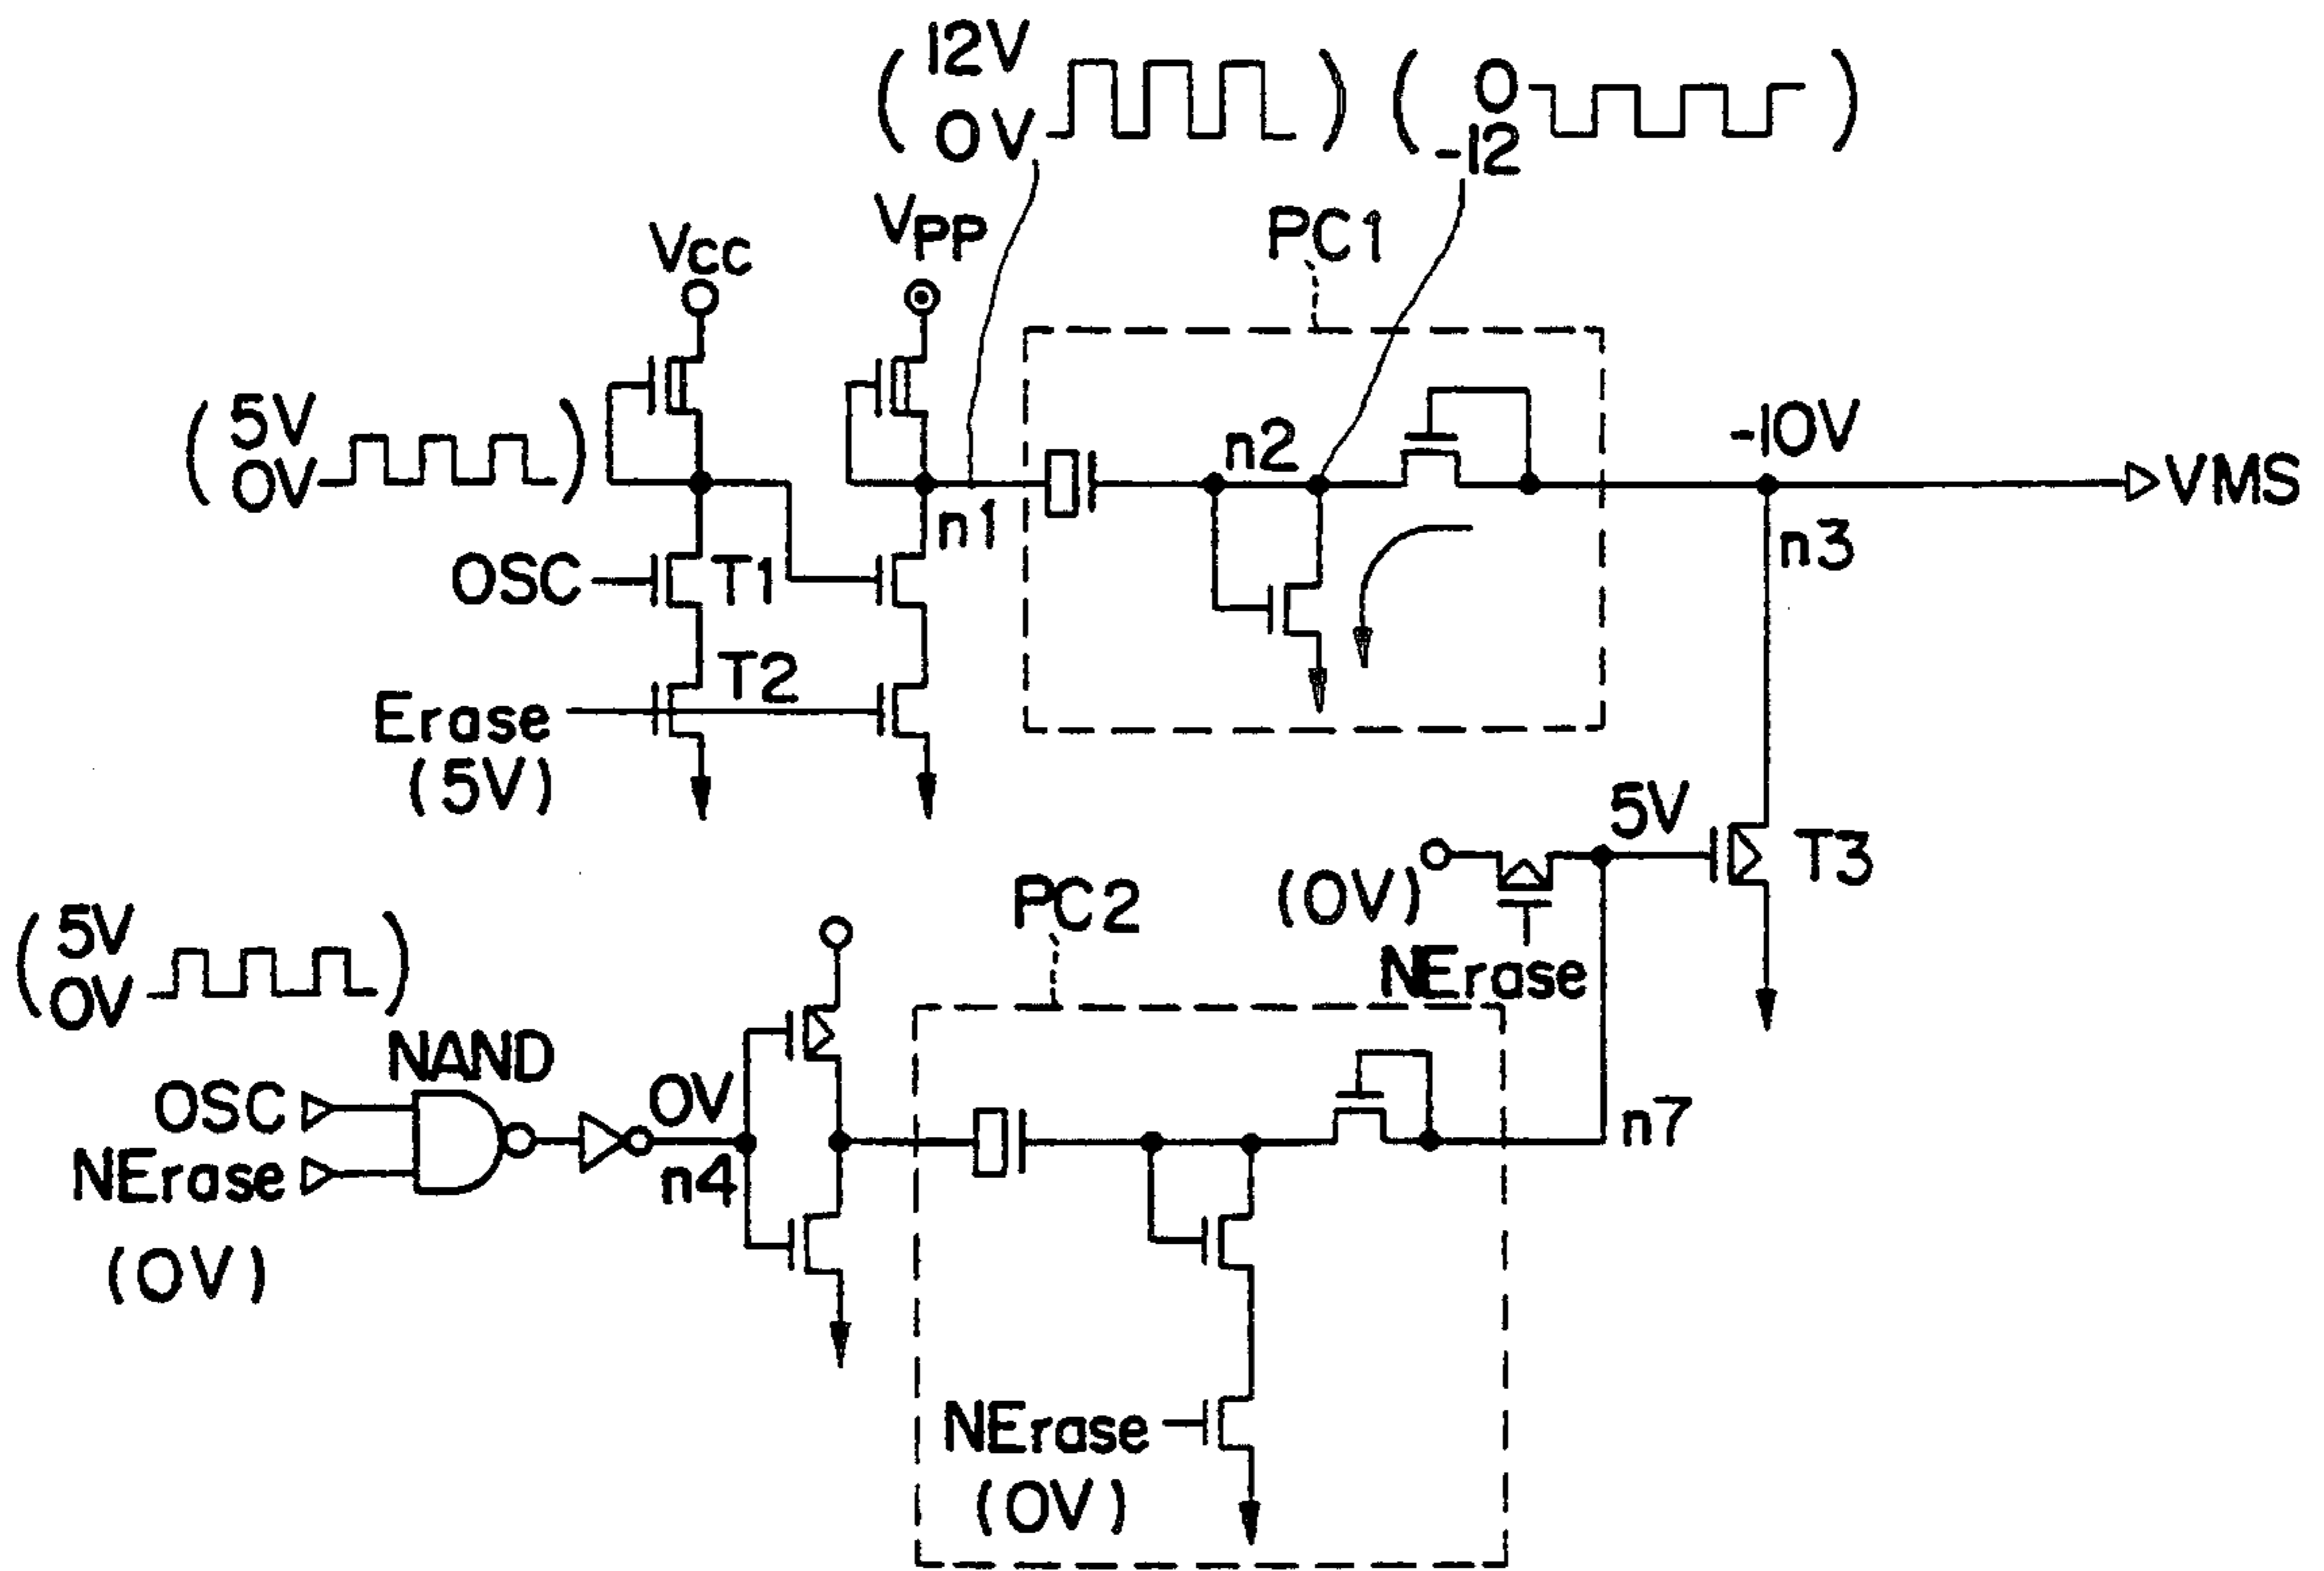 12V
0V
0
-12
VPP
VCC
PC1
5V
0V
n2
-10V
VMS
n1
n3
OSC
T1
T2
Erase
(5V)
5V
T3
(0V)
NErase
PC2
5V
0V
NAND
OSC
0V
n4
n7
NErase
(0V)
NErase
(0V)